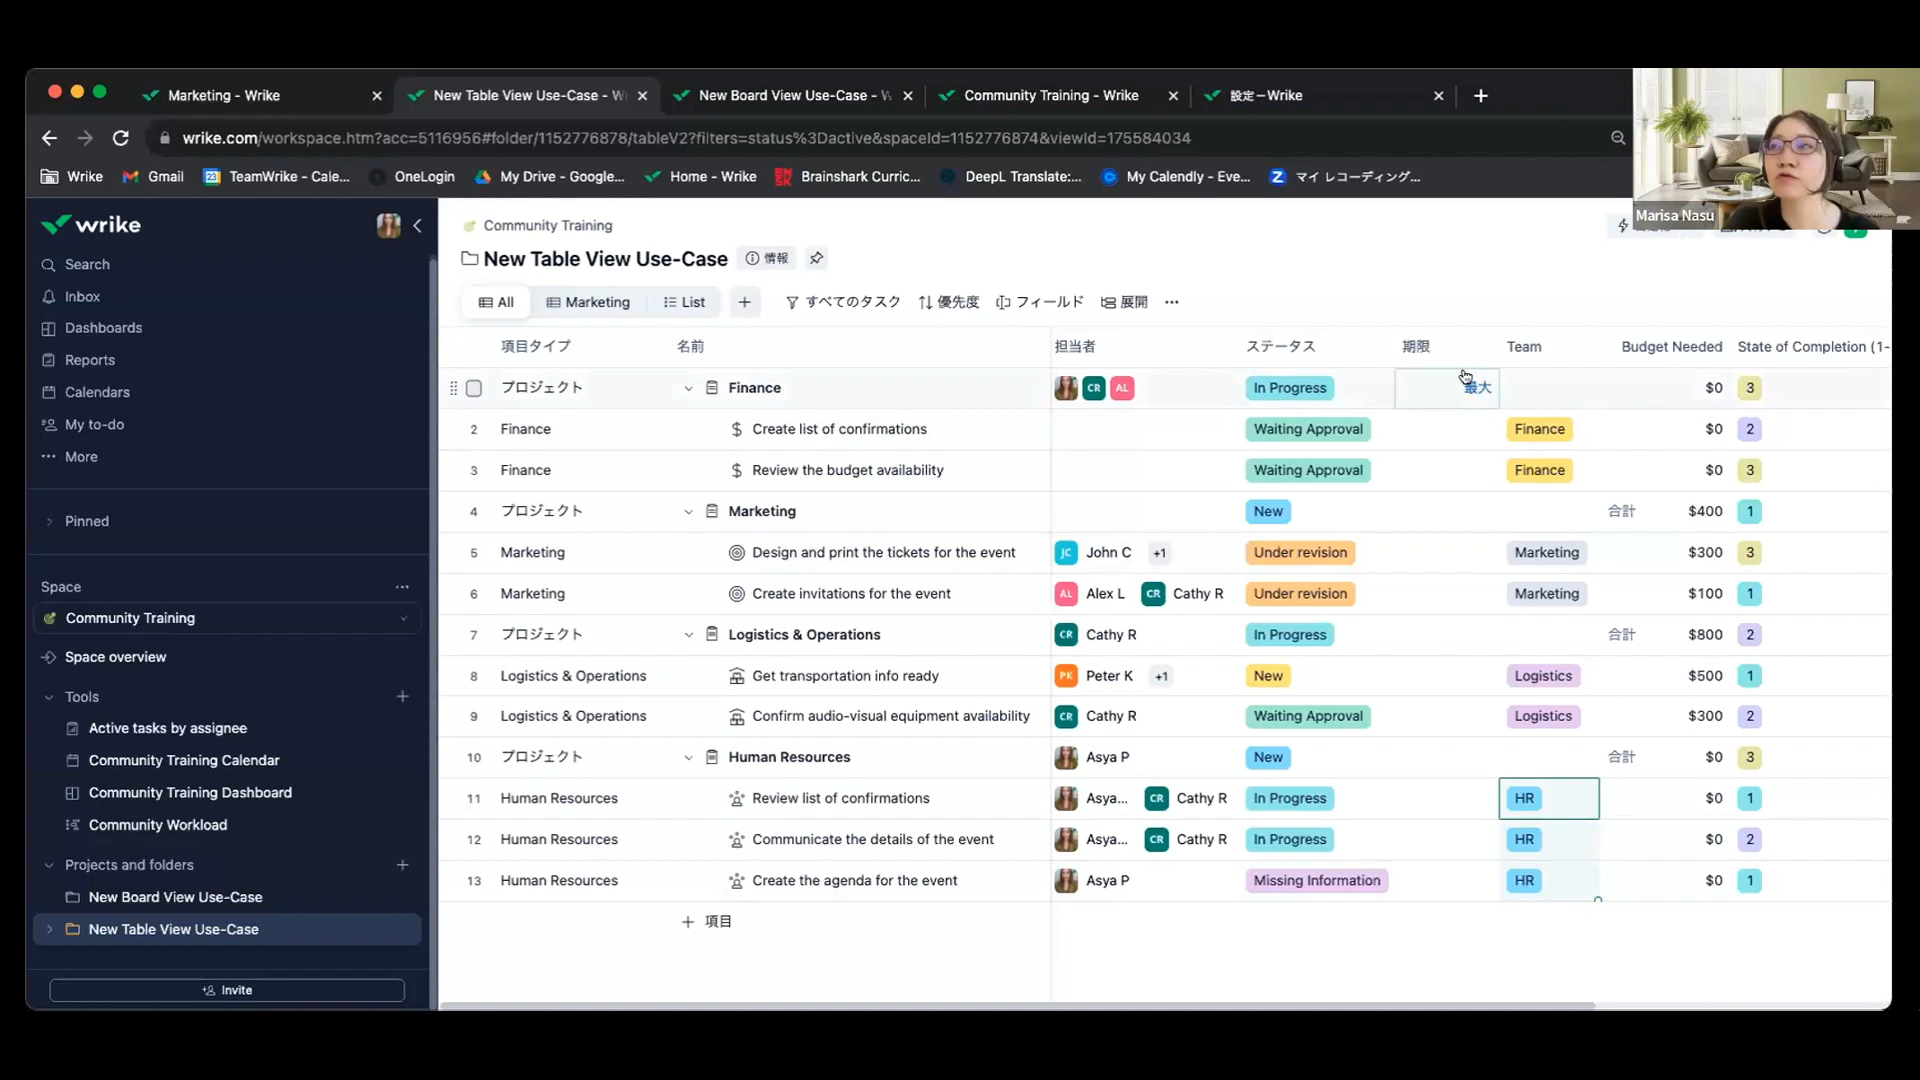 Marketing - Wrike
New Table View Use-Case - W
New Board View Use-Case - W
Community Training - Wrike
設定 – Wrike
wrike.com/workspace.htm?acc=5116956#folder/1152776878/tableV2?filters=status%3Dactive&spaceId=1152776874&viewId=175584034
Wrike
Gmail
TeamWrike - Cale...
OneLogin
My Drive - Google...
Home - Wrike
Brainshark Curric...
DeepL Translate:...
My Calendly - Eve...
マイ レコーディング...
Marisa Nasu
wrike
Search
Inbox
Dashboards
Reports
Calendars
My to-do
More
Pinned
Space
Community Training
Space overview
Tools
Active tasks by assignee
Community Training Calendar
Community Training Dashboard
Community Workload
Projects and folders
New Board View Use-Case
New Table View Use-Case
Invite
Community Training
New Table View Use-Case 情報
All Marketing List すべてのタスク 優先度 フィールド 展開
項目タイプ 名前 担当者 ステータス 期限 Team Budget Needed State of Completion (1-
プロジェクト Finance CR AL In Progress 最大 $0 3
2 Finance Create list of confirmations Waiting Approval Finance $0 2
3 Finance Review the budget availability Waiting Approval Finance $0 3
4 プロジェクト Marketing New 合計 $400 1
5 Marketing Design and print the tickets for the event JC John C +1 Under revision Marketing $300 3
6 Marketing Create invitations for the event AL Alex L CR Cathy R Under revision Marketing $100 1
7 プロジェクト Logistics & Operations CR Cathy R In Progress 合計 $800 2
8 Logistics & Operations Get transportation info ready PK Peter K +1 New Logistics $500 1
9 Logistics & Operations Confirm audio-visual equipment availability CR Cathy R Waiting Approval Logistics $300 2
10 プロジェクト Human Resources Asya P New 合計 $0 3
11 Human Resources Review list of confirmations Asya... CR Cathy R In Progress HR $0 1
12 Human Resources Communicate the details of the event Asya... CR Cathy R In Progress HR $0 2
13 Human Resources Create the agenda for the event Asya P Missing Information HR $0 1
項目